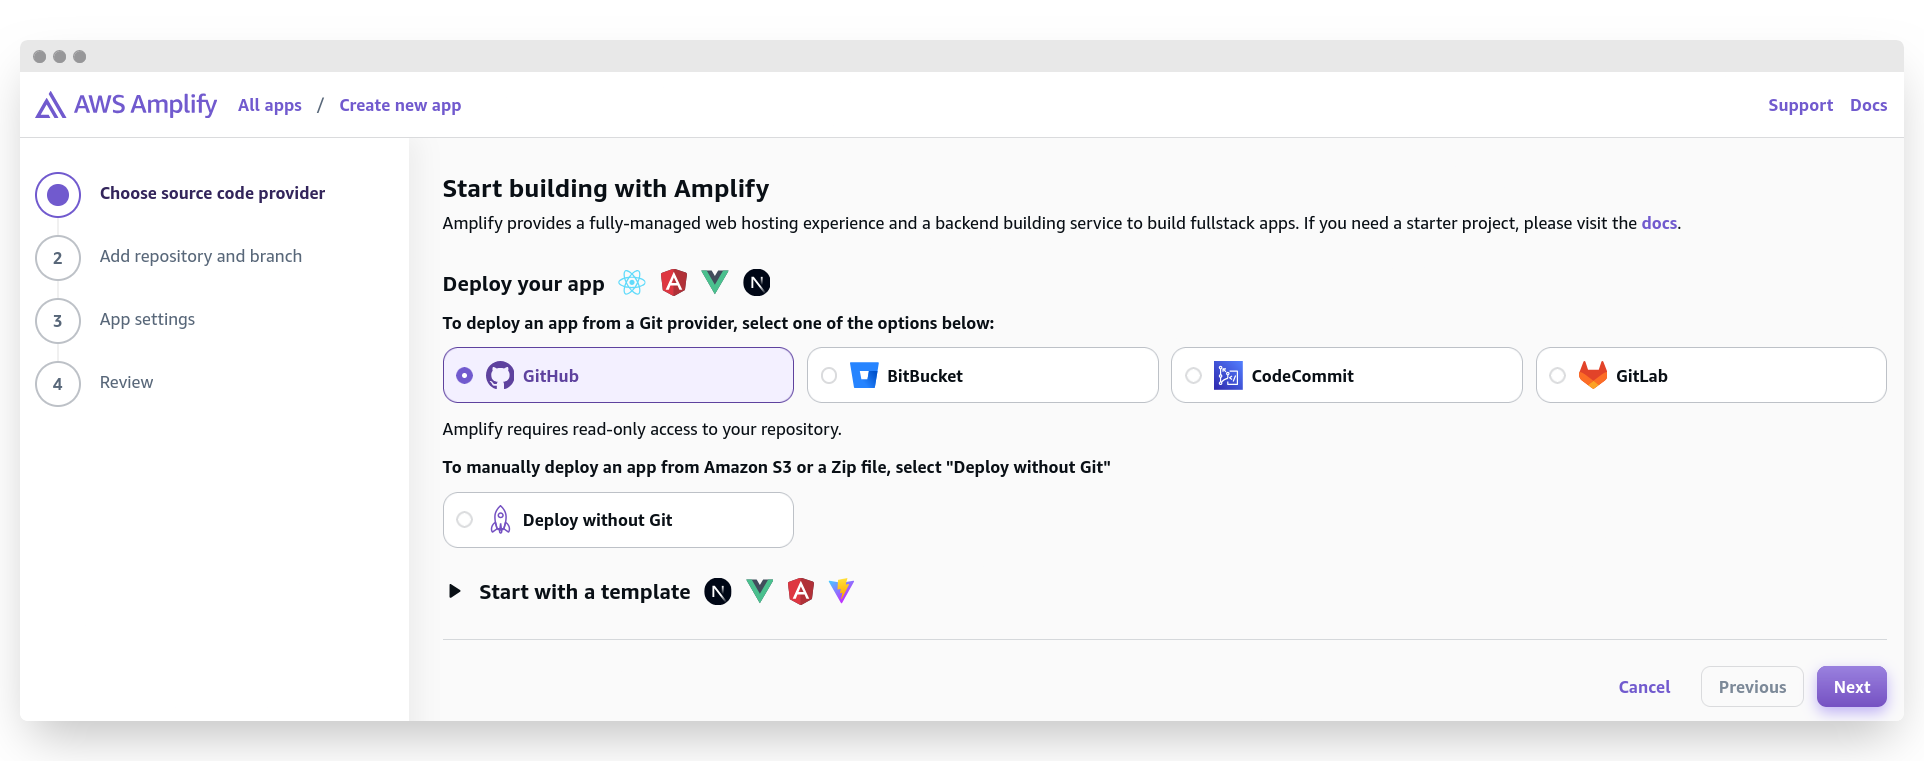 AWS Amplify All apps / Create new app Support Docs
Choose source code provider
2 Add repository and branch
3 App settings
4 Review
Start building with Amplify
Amplify provides a fully-managed web hosting experience and a backend building service to build fullstack apps. If you need a starter project, please visit the docs.
Deploy your app
To deploy an app from a Git provider, select one of the options below:
GitHub BitBucket CodeCommit GitLab
Amplify requires read-only access to your repository.
To manually deploy an app from Amazon S3 or a Zip file, select "Deploy without Git"
Deploy without Git
Start with a template
Cancel Previous Next